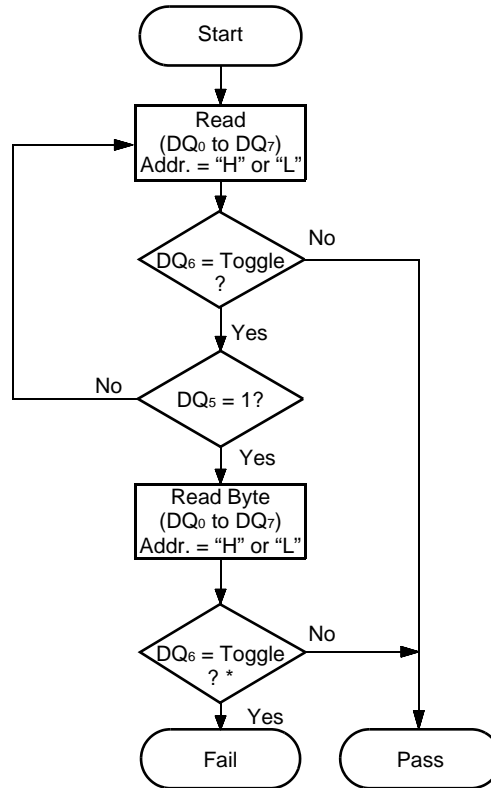 Start
Read
(DQ0 to DQ7)
Addr. = “H” or “L”
No
DQ6 = Toggle
?
Yes
No
DQ5 = 1?
Yes
Read Byte
(DQ0 to DQ7)
Addr. = “H” or “L”
No
DQ6 = Toggle
? *
Yes
Fail
Pass